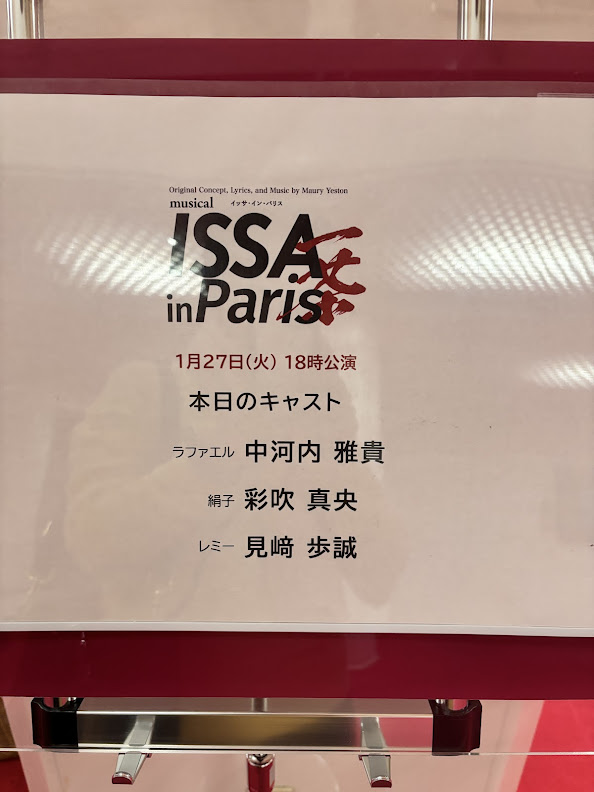 Original Concept, Lyrics, and Music by Maury Yeston
musical イッサ・イン・パリス
ISSA
in Paris
一茶
1月27日(火) 18時公演
本日のキャスト
ラファエル 中河内 雅貴
絹子 彩吹 真央
レミー 見﨑 歩誠